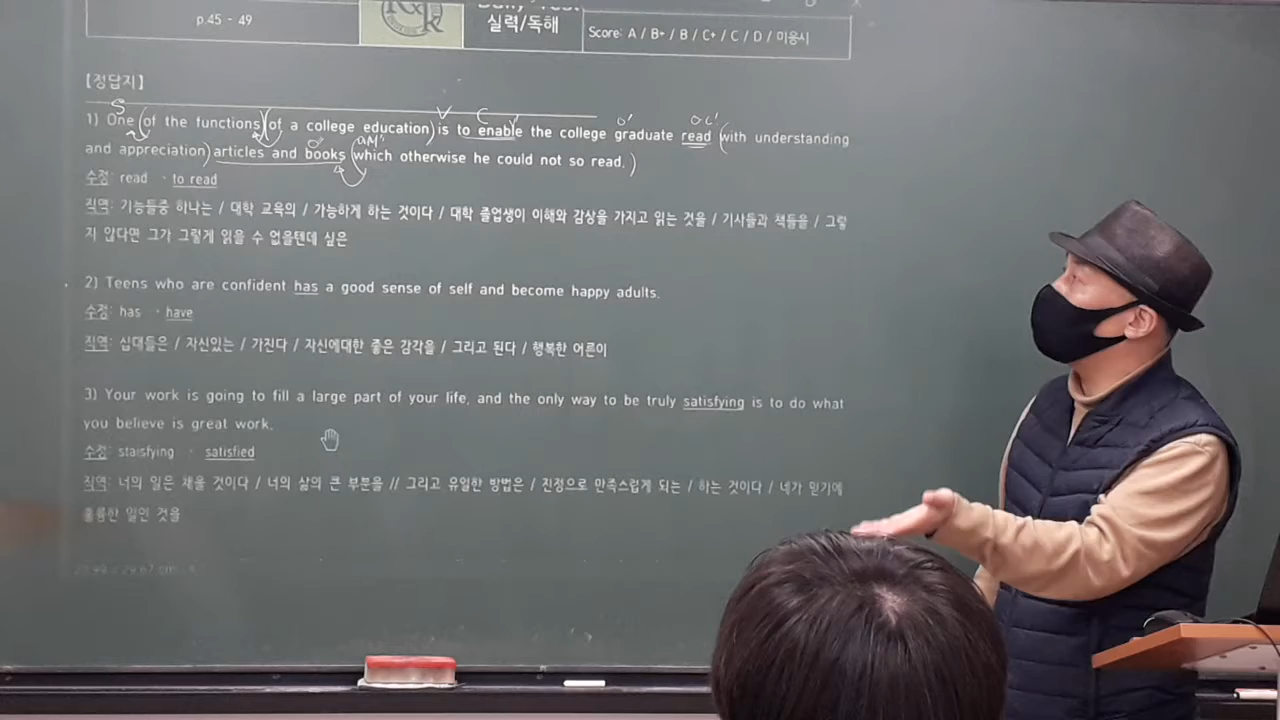 p.45 - 49
실력/독해
Score: A / B+ / B / C+ / C / D / 미응시
【정답지】
S V C O' O C'
1) One (of the functions)(of a college education) is to enable the college graduate read (with understanding
O' a.M''
and appreciation) articles and books (which otherwise he could not so read.)
수정: read · to read
직역: 기능들중 하나는 / 대학 교육의 / 가능하게 하는 것이다 / 대학 졸업생이 이해와 감상을 가지고 읽는 것을 / 기사들과 책들을 / 그렇
지 않다면 그가 그렇게 읽을 수 없을텐데 싶은
2) Teens who are confident has a good sense of self and become happy adults.
수정: has · have
직역: 십대들은 / 자신있는 / 가진다 / 자신에대한 좋은 감각을 / 그리고 된다 / 행복한 어른이
3) Your work is going to fill a large part of your life, and the only way to be truly satisfying is to do what
you believe is great work.
수정: staisfying · satisfied
직역: 너의 일은 채울 것이다 / 너의 삶의 큰 부분을 // 그리고 유일한 방법은 / 진정으로 만족스럽게 되는 / 하는 것이다 / 네가 믿기에
훌륭한 일인 것을